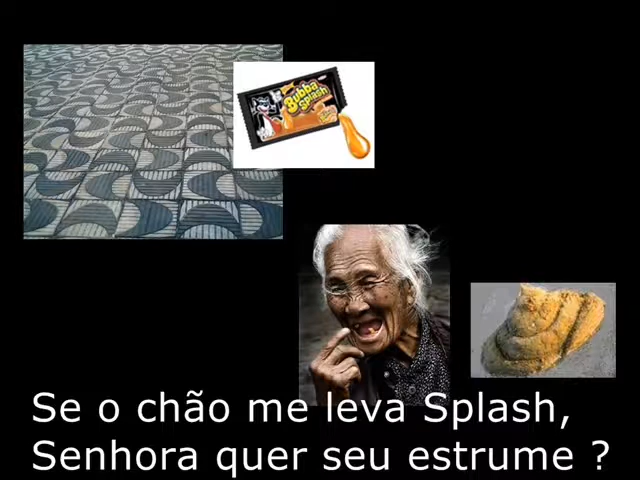 Bubba
Splash
Se o chão me leva Splash,
Senhora quer seu estrume ?